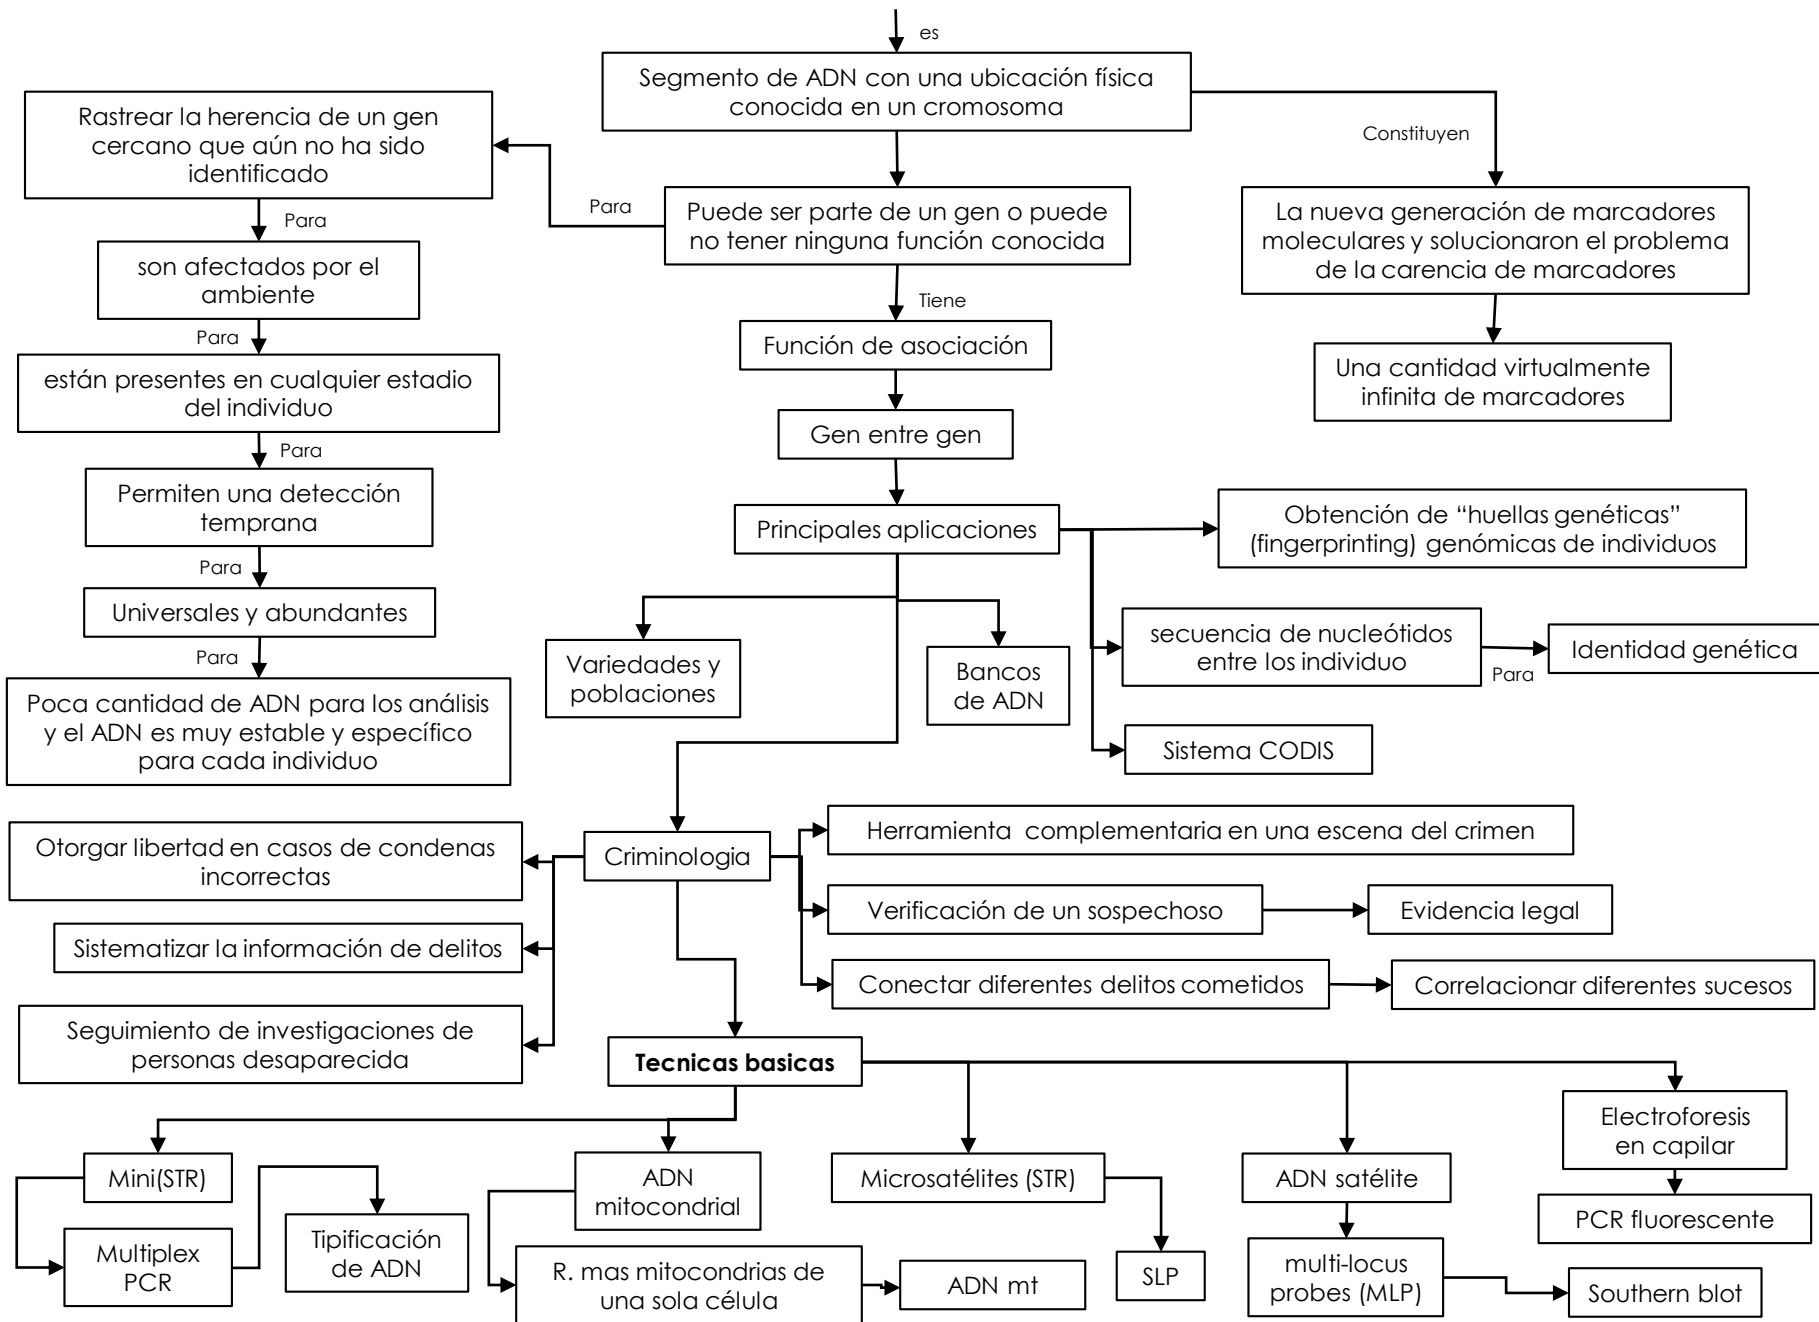 es
Segmento de ADN con una ubicación física
conocida en un cromosoma
Rastrear la herencia de un gen
cercano que aún no ha sido
identificado
Constituyen
Para
Puede ser parte de un gen o puede
no tener ninguna función conocida
La nueva generación de marcadores
moleculares y solucionaron el problema
de la carencia de marcadores
Para
son afectados por el
ambiente
Tiene
Función de asociación
Una cantidad virtualmente
infinita de marcadores
Para
están presentes en cualquier estadio
del individuo
Gen entre gen
Para
Permiten una detección
temprana
Principales aplicaciones
Obtención de “huellas genéticas”
(fingerprinting) genómicas de individuos
Para
Universales y abundantes
secuencia de nucleótidos
entre los individuo
Para
Identidad genética
Para
Variedades y
poblaciones
Bancos
de ADN
Poca cantidad de ADN para los análisis
y el ADN es muy estable y específico
para cada individuo
Sistema CODIS
Herramienta  complementaria en una escena del crimen
Otorgar libertad en casos de condenas
incorrectas
Criminologia
Verificación de un sospechoso
Evidencia legal
Sistematizar la información de delitos
Conectar diferentes delitos cometidos
Correlacionar diferentes sucesos
Seguimiento de investigaciones de
personas desaparecida
Tecnicas basicas
Electroforesis
en capilar
Mini(STR)
ADN
mitocondrial
Microsatélites (STR)
ADN satélite
PCR fluorescente
Multiplex
PCR
Tipificación
de ADN
R. mas mitocondrias de
una sola célula
ADN mt
SLP
multi-locus
probes (MLP)
Southern blot